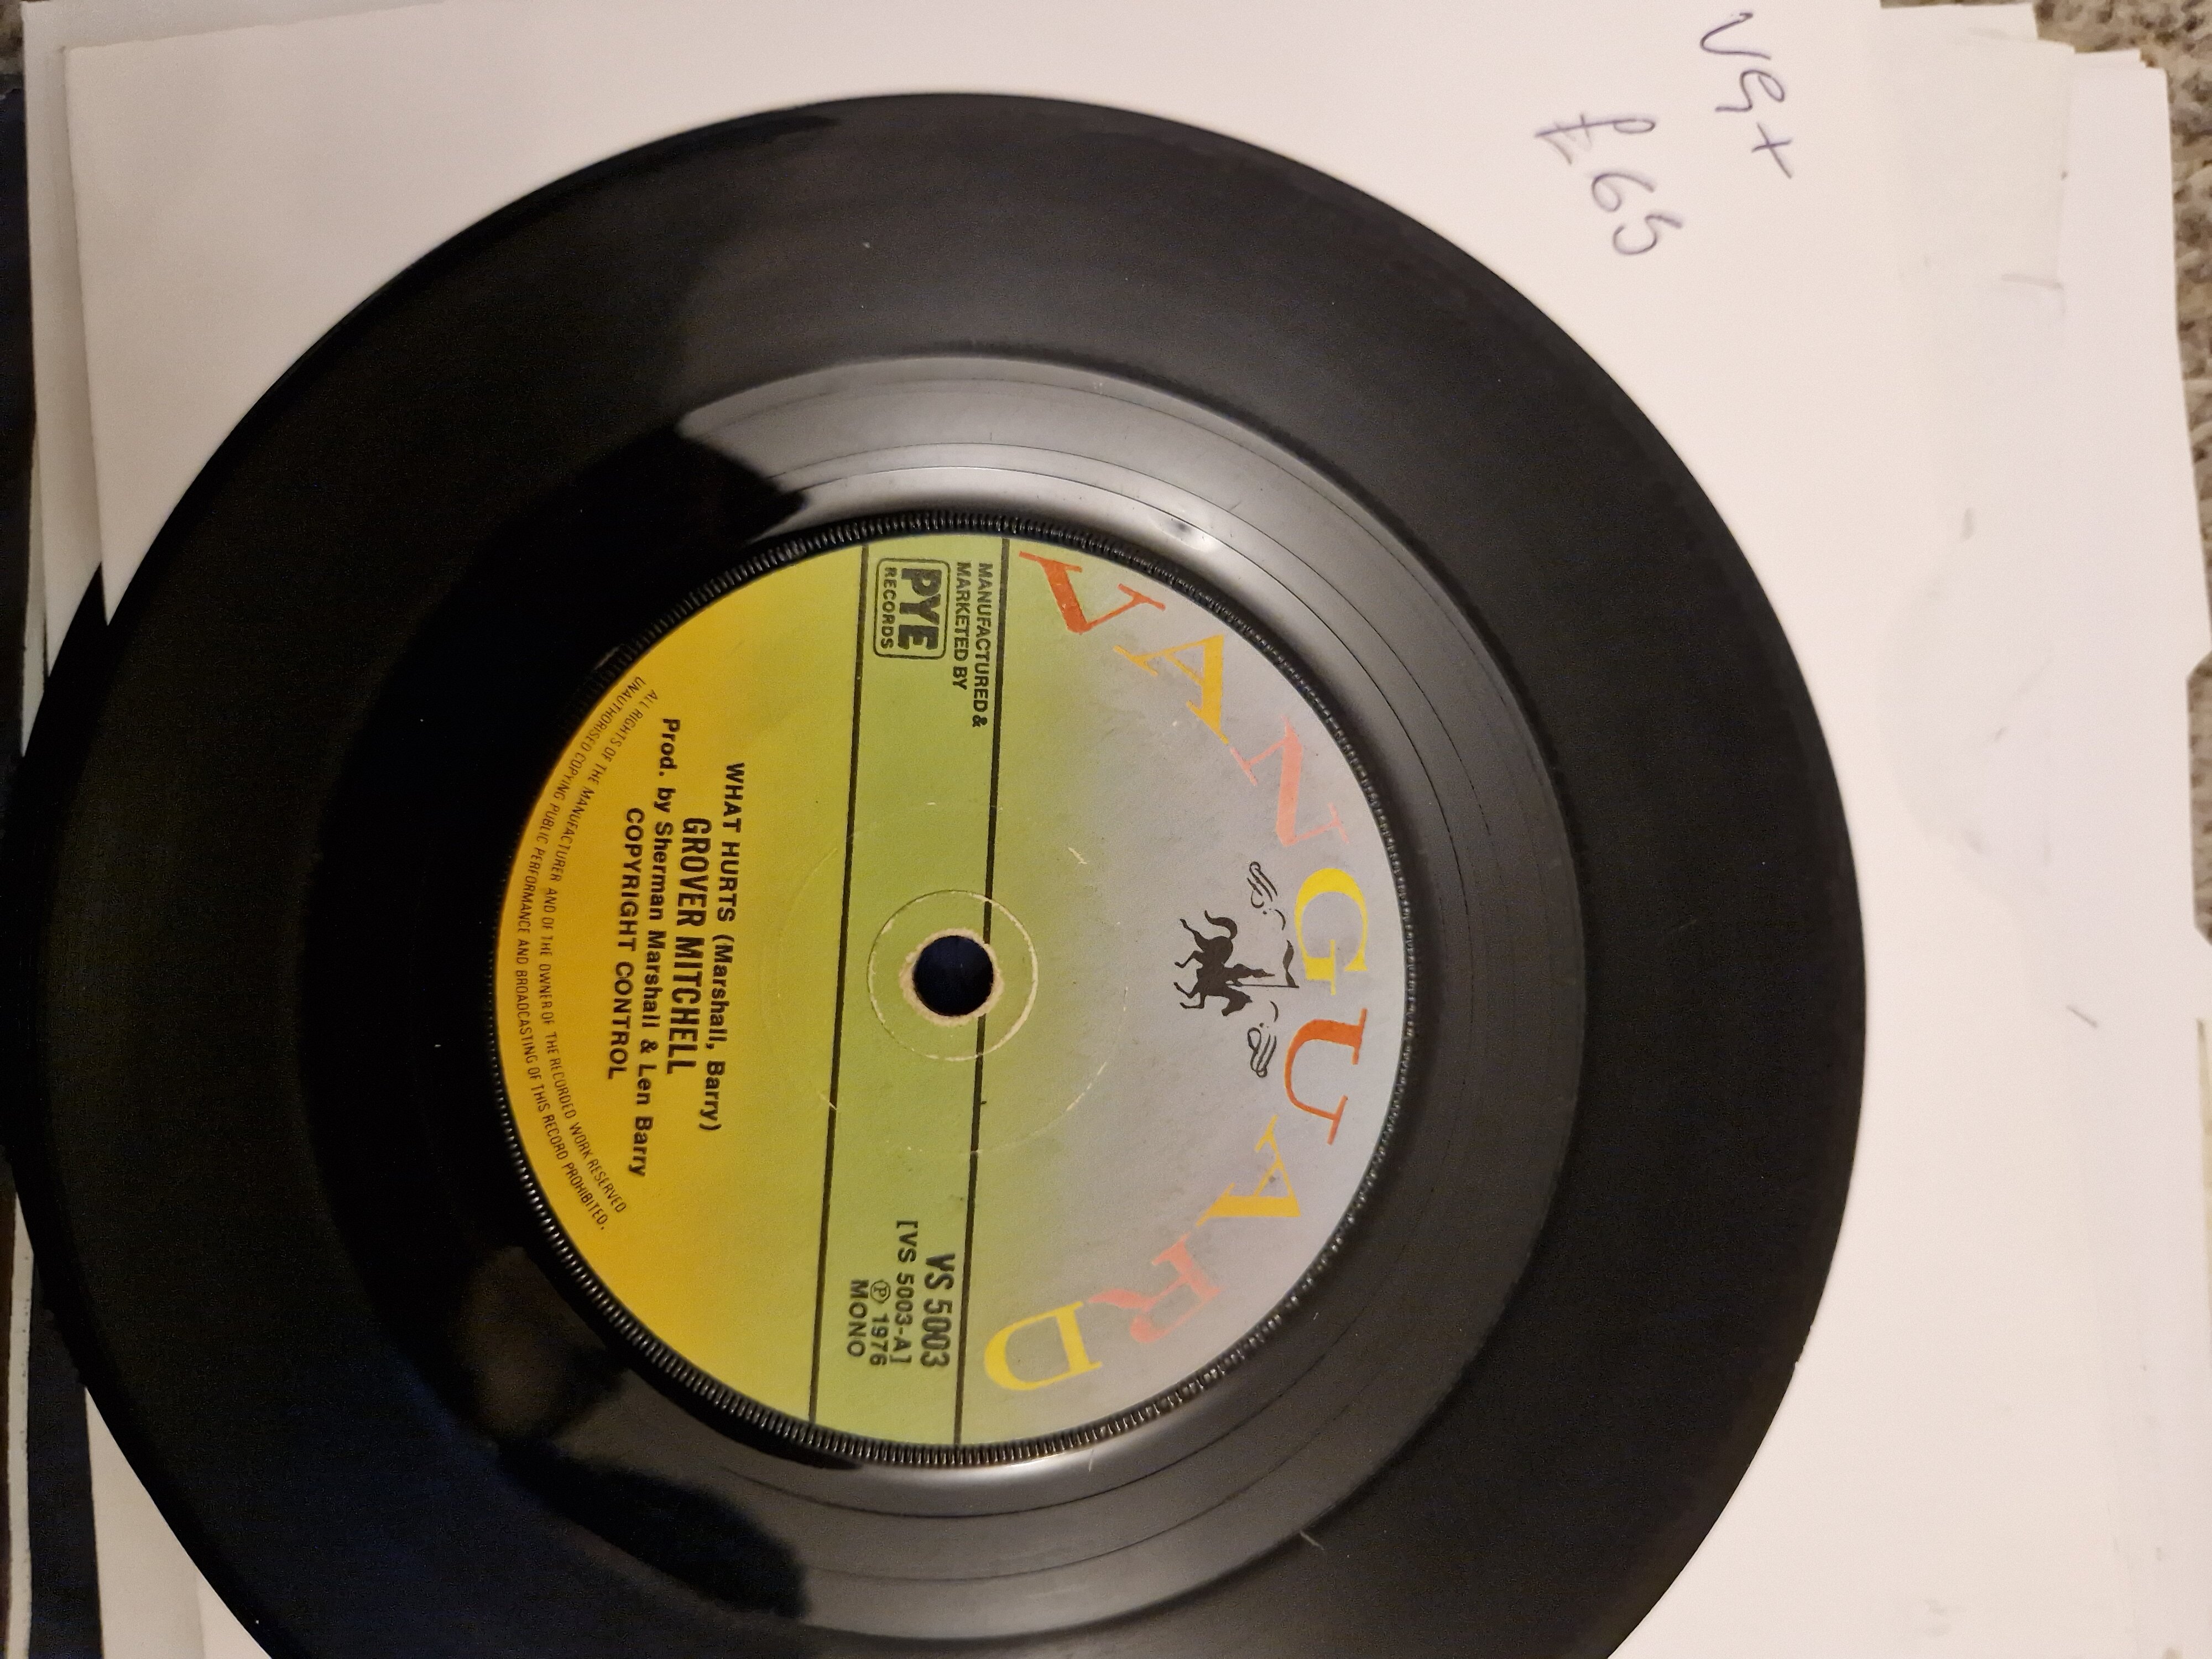 VG+
£65
VANGUARD
MANUFACTURED &
MARKETED BY
PYE
RECORDS
VS 5003
[VS 5003-A]
℗ 1976
MONO
WHAT HURTS (Marshall, Barry)
GROVER MITCHELL
Prod. by Sherman Marshall & Len Barry
COPYRIGHT CONTROL
ALL RIGHTS OF THE MANUFACTURER AND OF THE OWNER OF THE RECORDED WORK RESERVED
UNAUTHORISED COPYING PUBLIC PERFORMANCE AND BROADCASTING OF THIS RECORD PROHIBITED.